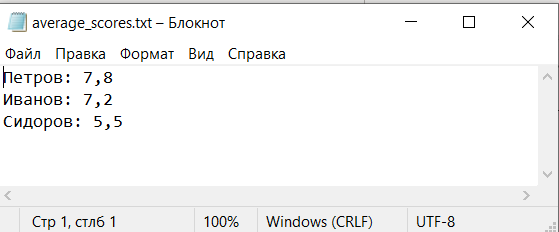 average_scores.txt – Блокнот
Файл Правка Формат Вид Справка
Петров: 7,8
Иванов: 7,2
Сидоров: 5,5
Стр 1, стлб 1 100% Windows (CRLF) UTF-8